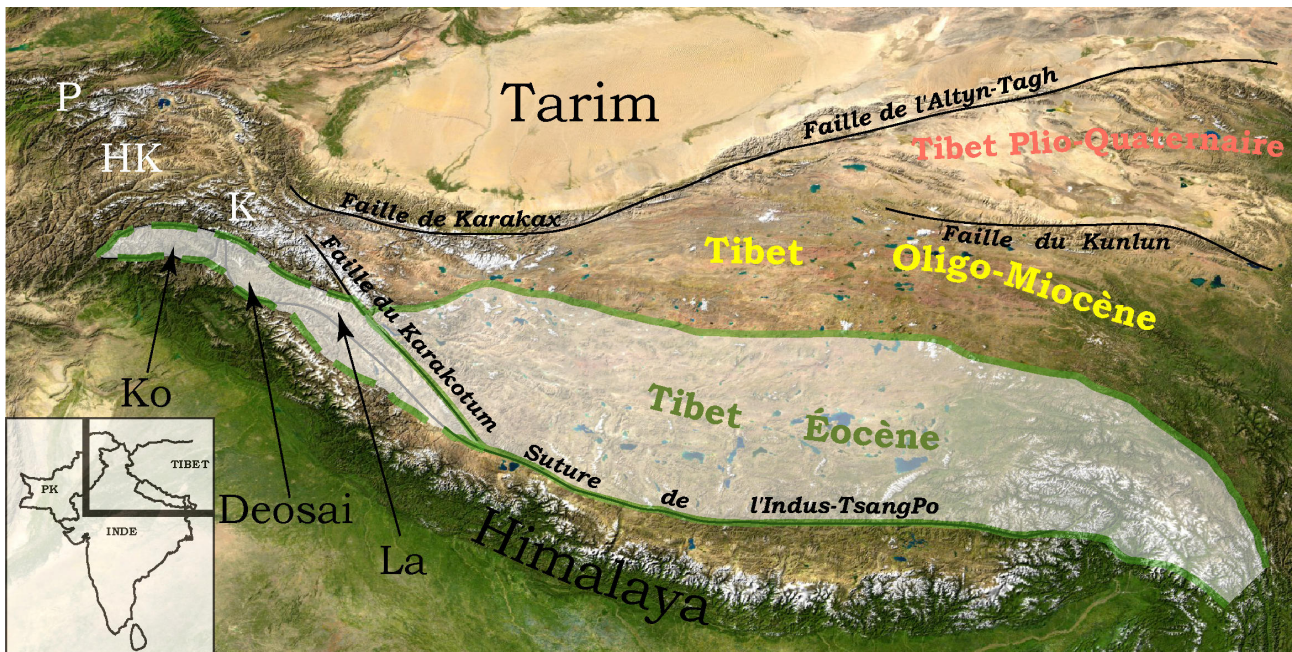 Tarim
P
HK
K
Faille de l'Altyn-Tagh
Tibet Plio-Quaternaire
Faille de Karakax
Faille du Kunlun
Tibet Oligo-Miocène
Faille du Karakotum
Ko
Deosai
La
Tibet Éocène
Suture de l'Indus-TsangPo
Himalaya
TIBET
PK
INDE